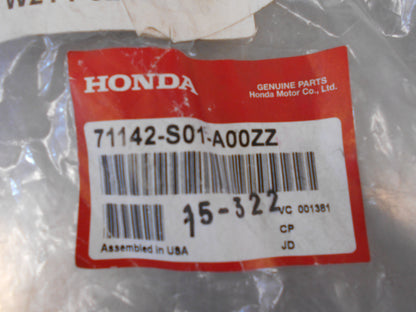 HONDA
GENUINE PARTS
Honda Motor Co., Ltd.
71142-S01-A00ZZ
15-322
VC 001381
CP
Assembled in USA
JD